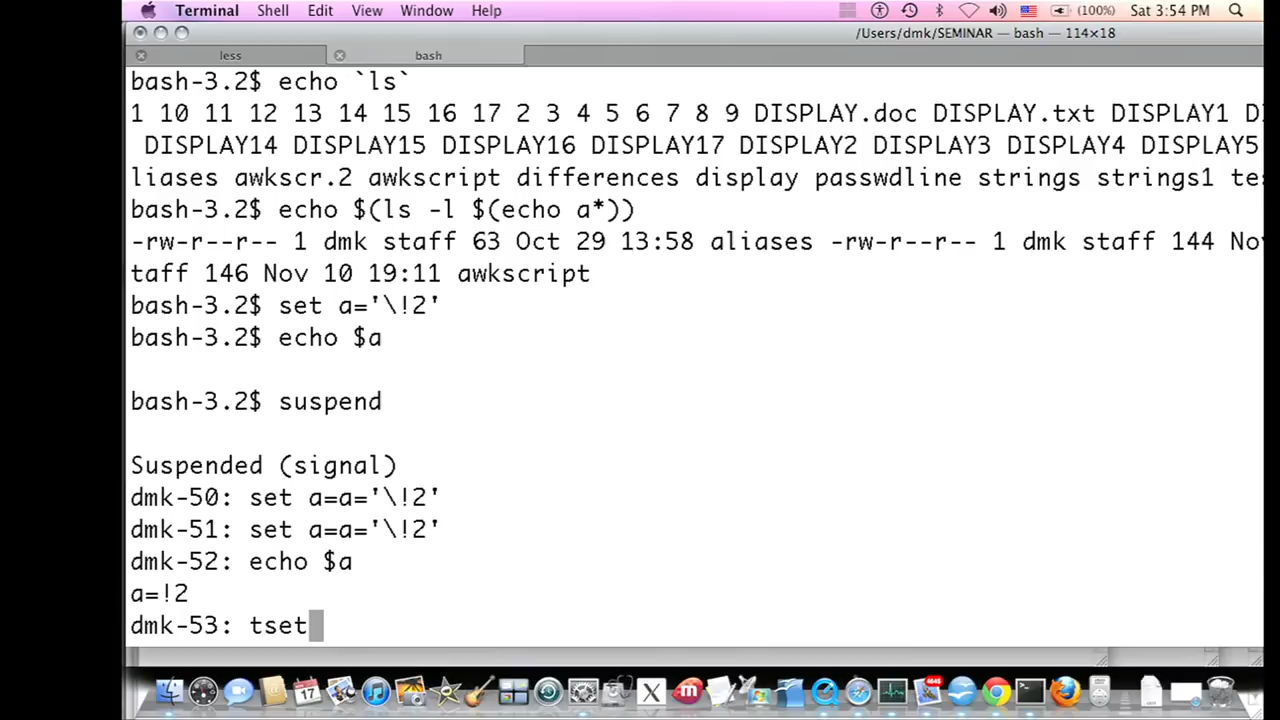 Terminal Shell Edit View Window Help (100%) Sat 3:54 PM
/Users/dmk/SEMINAR — bash — 114×18
less bash
bash-3.2$ echo `ls`
1 10 11 12 13 14 15 16 17 2 3 4 5 6 7 8 9 DISPLAY.doc DISPLAY.txt DISPLAY1 DI
DISPLAY14 DISPLAY15 DISPLAY16 DISPLAY17 DISPLAY2 DISPLAY3 DISPLAY4 DISPLAY5
liases awkscr.2 awkscript differences display passwdline strings strings1 tes
bash-3.2$ echo $(ls -l $(echo a*))
-rw-r--r-- 1 dmk staff 63 Oct 29 13:58 aliases -rw-r--r-- 1 dmk staff 144 Nov
taff 146 Nov 10 19:11 awkscript
bash-3.2$ set a='\!2'
bash-3.2$ echo $a
bash-3.2$ suspend
Suspended (signal)
dmk-50: set a=a='\!2'
dmk-51: set a=a='\!2'
dmk-52: echo $a
a=!2
dmk-53: tset
17